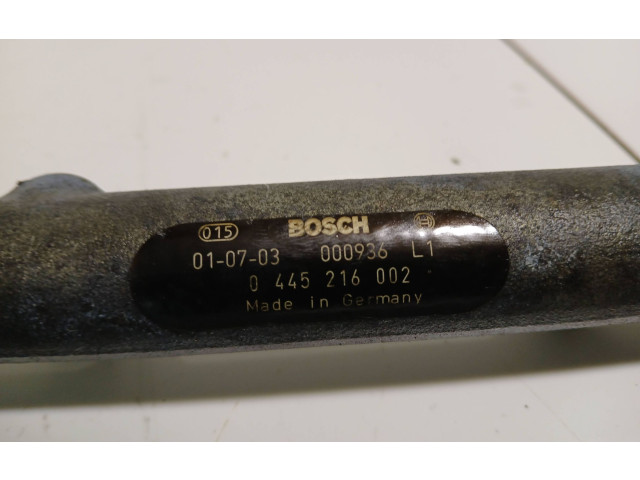 015 BOSCH
01-07-03 000936 L1
0 445 216 002
Made in Germany